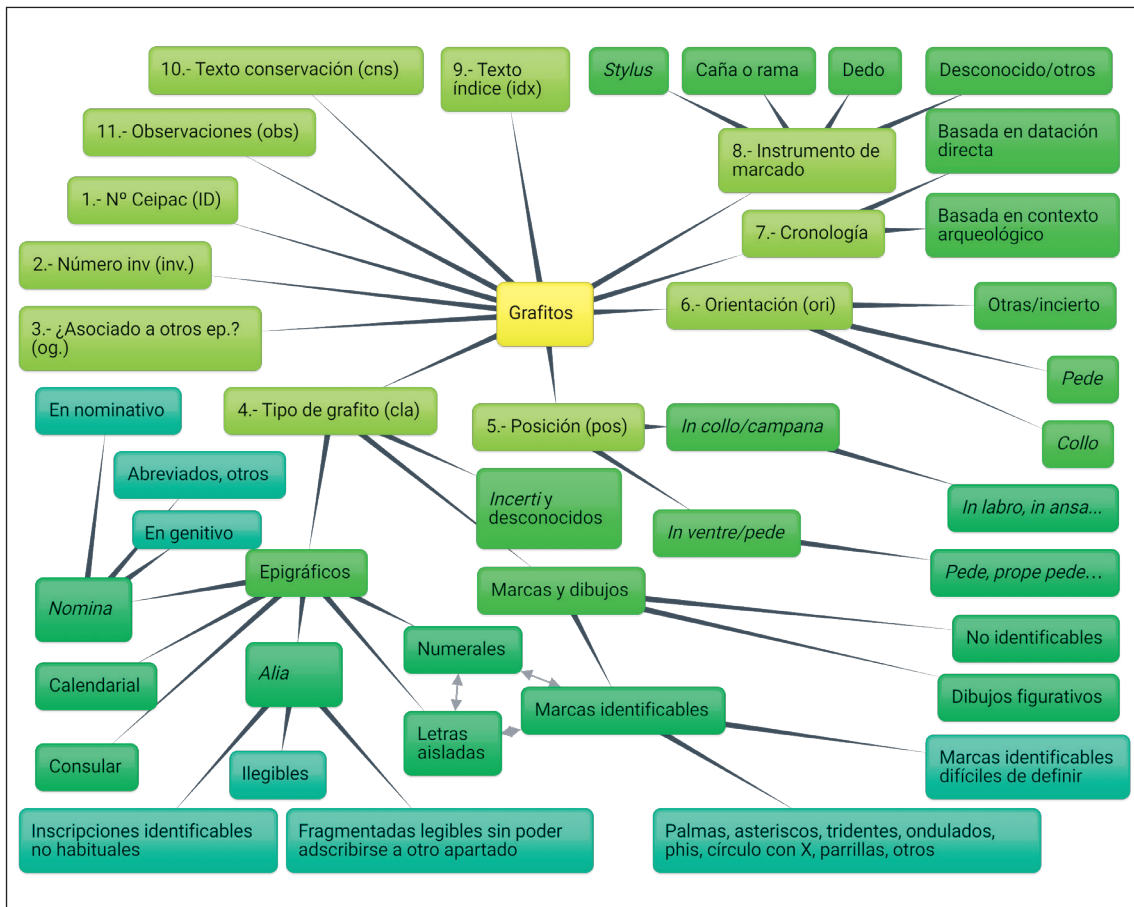 10.- Texto conservación (cns)
9.- Texto
índice (idx)
Stylus
Caña o rama
Dedo
Desconocido/otros
11.- Observaciones (obs)
8.- Instrumento de
marcado
Basada en datación
directa
1.- Nº Ceipac (ID)
7.- Cronología
Basada en contexto
arqueológico
2.- Número inv (inv.)
Grafitos
6.- Orientación (ori)
Otras/incierto
3.- ¿Asociado a otros ep.?
(og.)
Pede
En nominativo
4.- Tipo de grafito (cla)
5.- Posición (pos)
In collo/campana
Collo
Abreviados, otros
Incerti y
desconocidos
In labro, in ansa...
En genitivo
In ventre/pede
Epigráficos
Pede, prope pede...
Nomina
Marcas y dibujos
Numerales
No identificables
Calendarial
Alia
Dibujos figurativos
Marcas identificables
Letras
aisladas
Consular
Ilegibles
Marcas identificables
difíciles de definir
Inscripciones identificables
no habituales
Fragmentadas legibles sin poder
adscribirse a otro apartado
Palmas, asteriscos, tridentes, ondulados,
phis, círculo con X, parrillas, otros